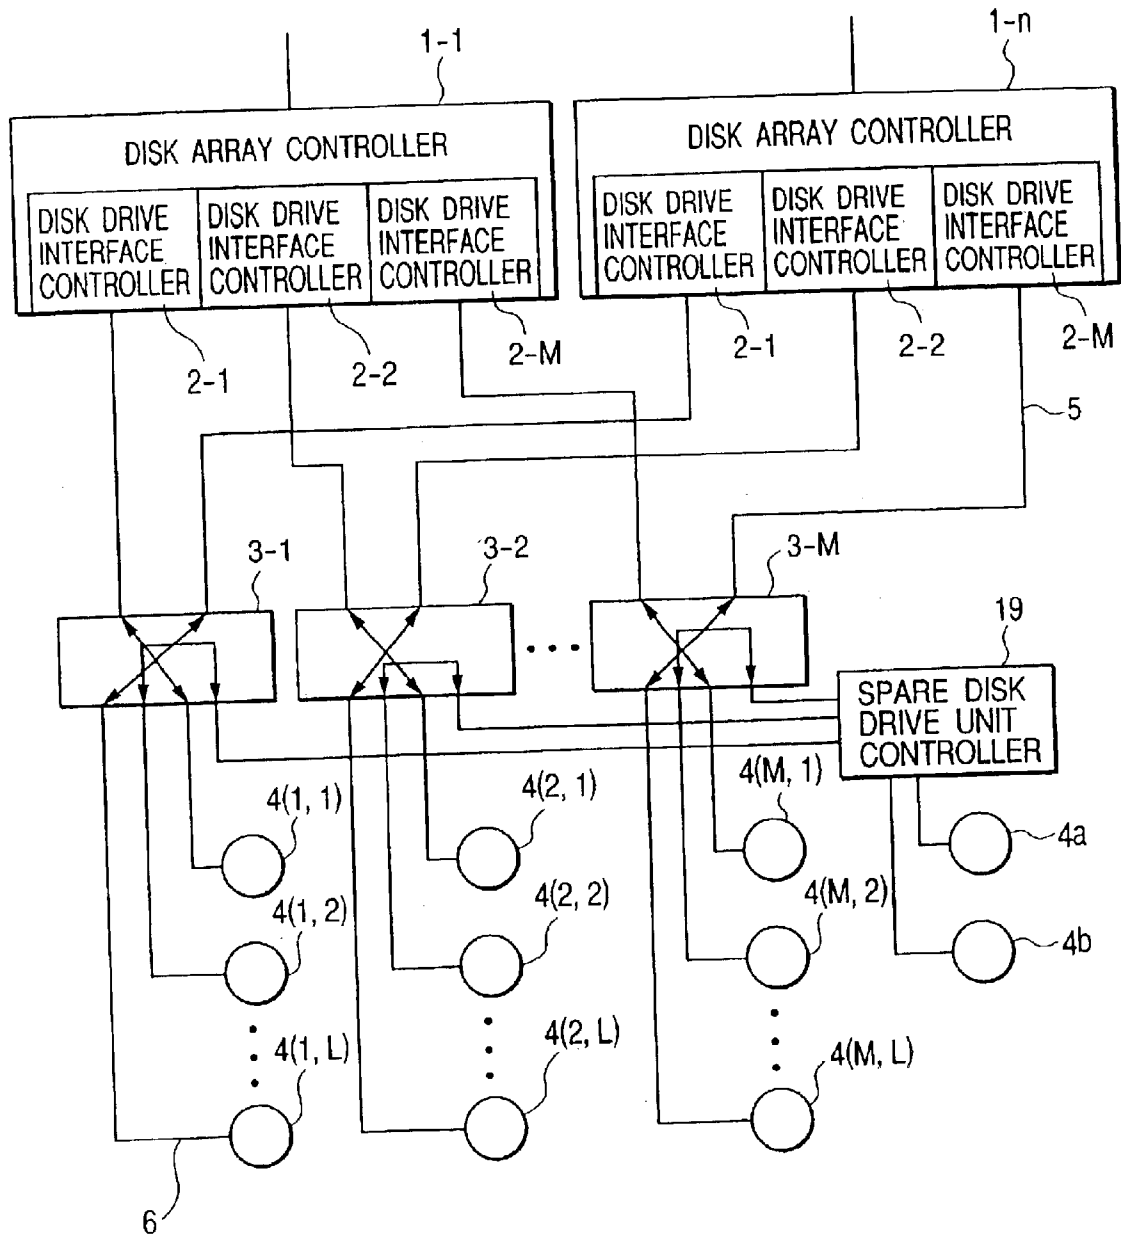 1-1
1-n
DISK ARRAY CONTROLLER
DISK ARRAY CONTROLLER
DISK DRIVE
INTERFACE
CONTROLLER
DISK DRIVE
INTERFACE
CONTROLLER
DISK DRIVE
INTERFACE
CONTROLLER
DISK DRIVE
INTERFACE
CONTROLLER
DISK DRIVE
INTERFACE
CONTROLLER
DISK DRIVE
INTERFACE
CONTROLLER
2-1
2-2
2-M
2-1
2-2
2-M
5
3-1
3-2
3-M
19
SPARE DISK
DRIVE UNIT
CONTROLLER
4(1, 1)
4(2, 1)
4(M, 1)
4a
4(1, 2)
4(2, 2)
4(M, 2)
4b
4(1, L)
4(2, L)
4(M, L)
6